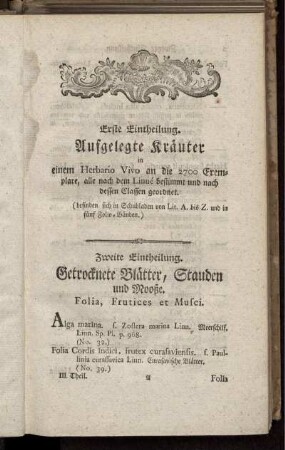 Erste Eintheilung.
Aufgelegte Kräuter
in
einem Herbario Vivo an die 2700 Exem-
plare, alle nach dem Linné bestimmt und nach
dessen Classen geordnet.
(befinden sich in Schubladen von Lit. A. bis Z. und in
fünf Folio-Bänden.)
Zweite Eintheilung.
Getrocknete Blätter, Stauden
und Mooße.
Folia, Frutices et Musci.
Alga marina. s. Zostera marina Linn. Meerschilf.
Linn. Sp. Pl. p. 968.
(No. 32.)
Folia Cordis Indici, frutex curassaviensis. s. Paul-
linia curassavica Linn. Curassavische Blätter.
(No. 39.)
III. Theil.
A
Folia